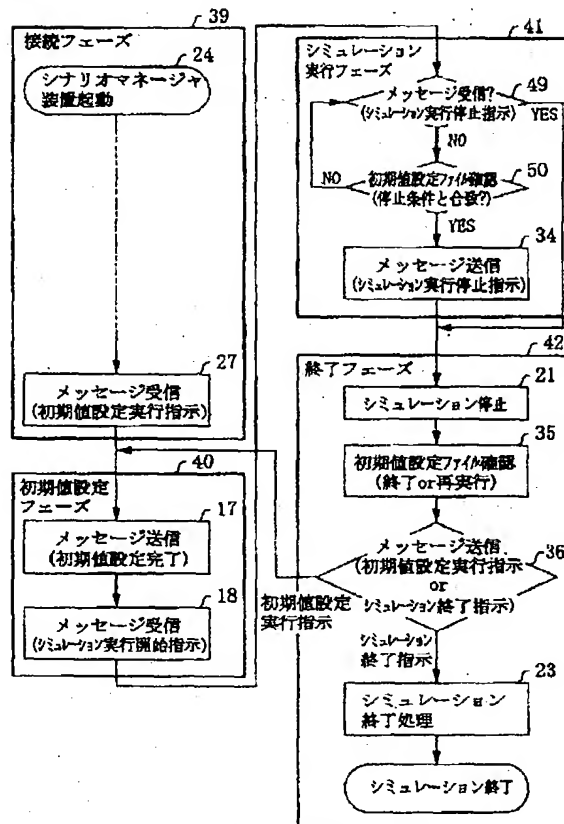 39
接続フェーズ
24
シナリオマネージャ
装置起動
27
メッセージ受信
(初期値設定実行指示)
40
初期値設定
フェーズ
17
メッセージ送信
(初期値設定完了)
18
メッセージ受信
(シミュレーション実行開始指示)
41
シミュレーション
実行フェーズ
49
メッセージ受信?
(シミュレーション実行停止指示)
YES
NO
50
初期値設定ファイル確認
(停止条件と合致?)
NO
YES
34
メッセージ送信
(シミュレーション実行停止指示)
42
終了フェーズ
21
シミュレーション停止
35
初期値設定ファイル確認
(終了or再実行)
36
メッセージ送信
(初期値設定実行指示
or
シミュレーション終了指示)
初期値設定
実行指示
シミュレーション
終了指示
23
シミュレーション
終了処理
シミュレーション終了